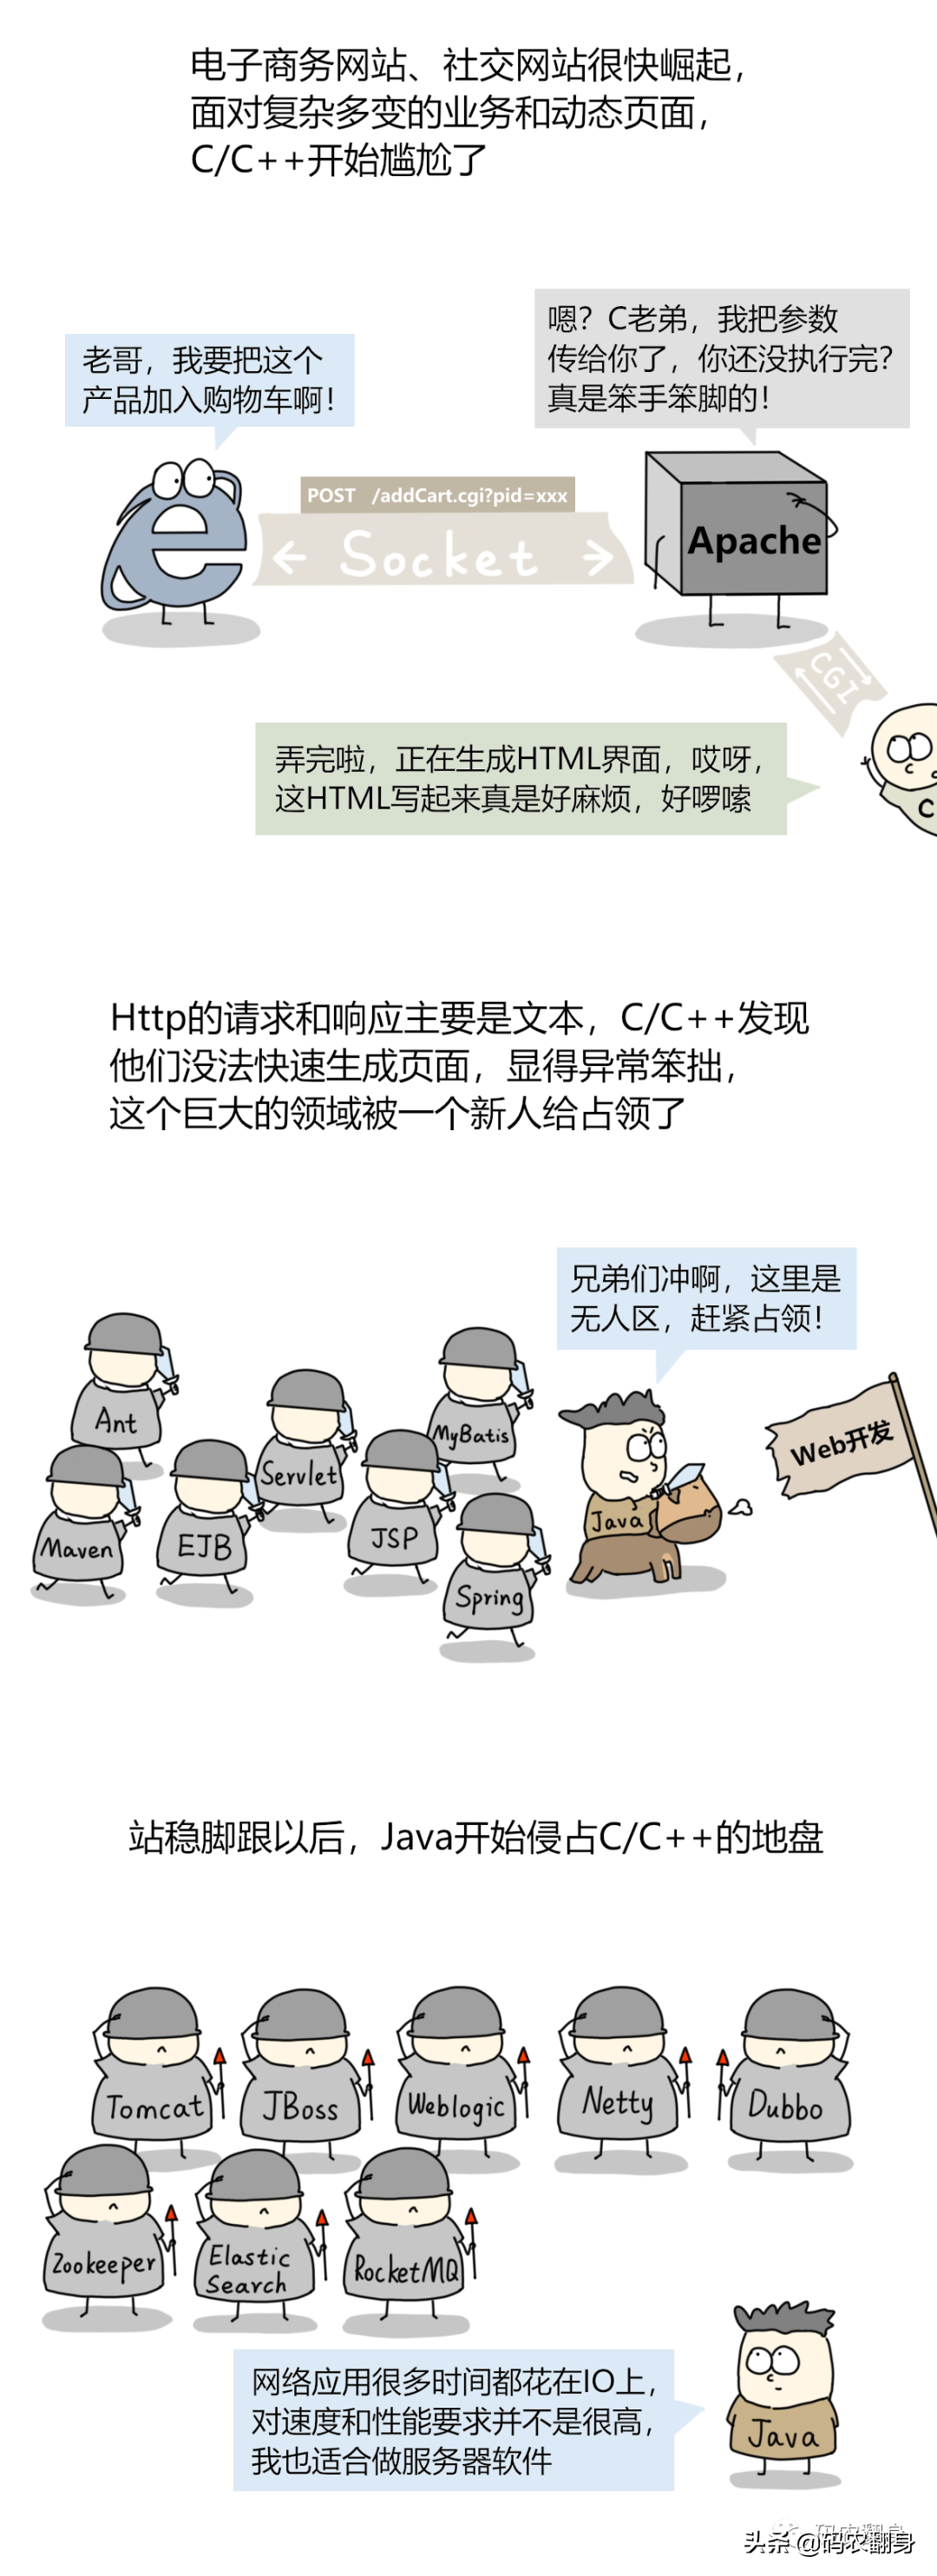 电子商务网站、社交网站很快崛起，
面对复杂多变的业务和动态页面，
C/C++开始尴尬了
嗯？C老弟，我把参数
传给你了，你还没执行完？
真是笨手笨脚的！
老哥，我要把这个
产品加入购物车啊！
POST /addCart.cgi?pid=xxx
Socket
Apache
CGI
弄完啦，正在生成HTML界面，哎呀，
这HTML写起来真是好麻烦，好啰嗦
C
Http的请求和响应主要是文本，C/C++发现
他们没法快速生成页面，显得异常笨拙，
这个巨大的领域被一个新人给占领了
兄弟们冲啊，这里是
无人区，赶紧占领！
Ant
MyBatis
Web开发
Servlet
Java
Maven
EJB
JSP
Spring
站稳脚跟以后，Java开始侵占C/C++的地盘
Tomcat
JBoss
Weblogic
Netty
Dubbo
Zookeeper
Elastic
Search
RocketMQ
网络应用很多时间都花在IO上，
对速度和性能要求并不是很高，
我也适合做服务器软件
Java
码农翻身
头条 @码农翻身